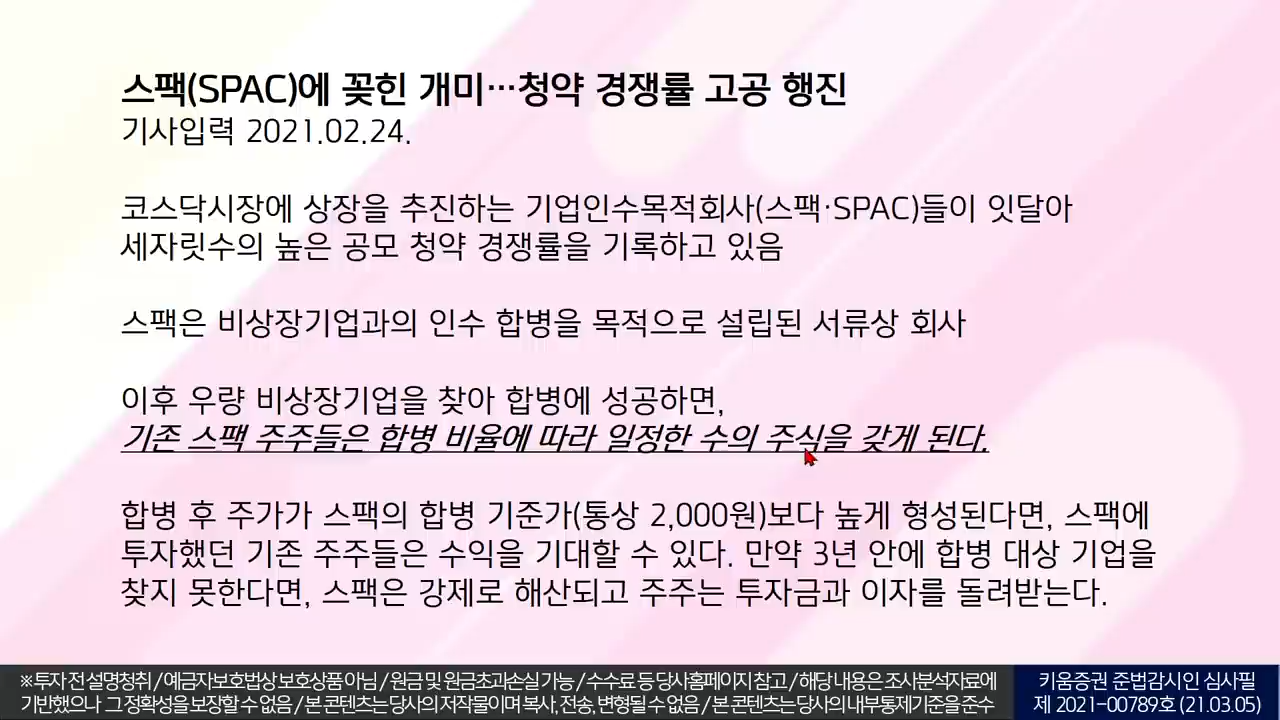 스팩(SPAC)에 꽂힌 개미…청약 경쟁률 고공 행진
기사입력 2021.02.24.
코스닥시장에 상장을 추진하는 기업인수목적회사(스팩·SPAC)들이 잇달아
세자릿수의 높은 공모 청약 경쟁률을 기록하고 있음
스팩은 비상장기업과의 인수 합병을 목적으로 설립된 서류상 회사
이후 우량 비상장기업을 찾아 합병에 성공하면,
기존 스팩 주주들은 합병 비율에 따라 일정한 수의 주식을 갖게 된다.
합병 후 주가가 스팩의 합병 기준가(통상 2,000원)보다 높게 형성된다면, 스팩에
투자했던 기존 주주들은 수익을 기대할 수 있다. 만약 3년 안에 합병 대상 기업을
찾지 못한다면, 스팩은 강제로 해산되고 주주는 투자금과 이자를 돌려받는다.
※ 투자 전 설명청취 / 예금자보호법상 보호상품 아님 / 원금 및 원금초과손실 가능 / 수수료 등 당사홈페이지 참고 / 해당 내용은 조사분석자료에
기반했으나 그 정확성을 보장할 수 없음 / 본 콘텐츠는 당사의 저작물이며 복사, 전송, 변형될 수 없음 / 본 콘텐츠는 당사의 내부통제기준을 준수
키움증권 준법감시인 심사필
제 2021-00789호 (21.03.05)